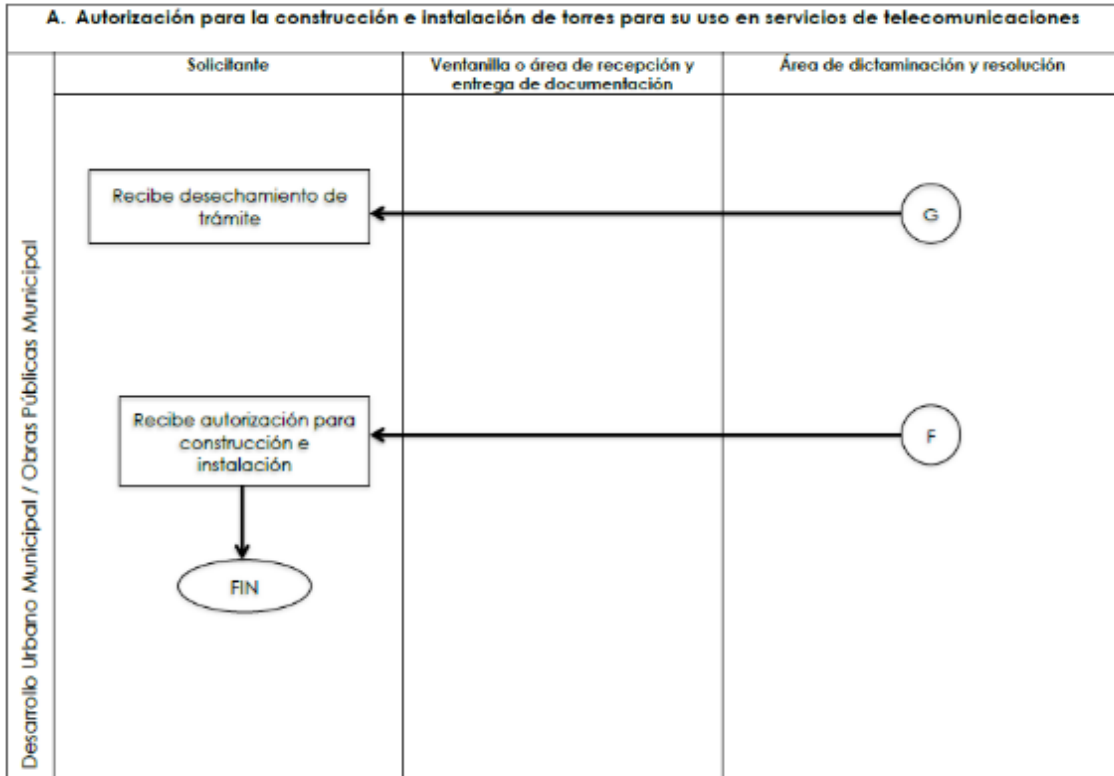 A. Autorización para la construcción e instalación de torres para su uso en servicios de telecomunicaciones
Desarrollo Urbano Municipal / Obras Públicas Municipal
Solicitante
Ventanilla o área de recepción y
entrega de documentación
Área de dictaminación y resolución
Recibe desechamiento de
trámite
G
Recibe autorización para
construcción e
instalación
F
FIN